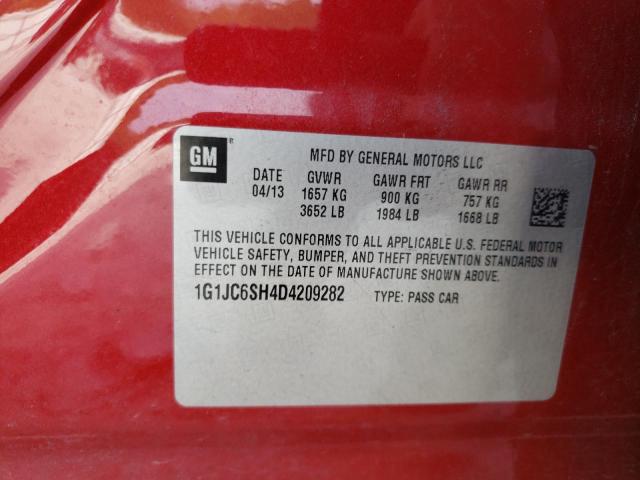 GM®
MFD BY GENERAL MOTORS LLC
DATE GVWR GAWR FRT GAWR RR
04/13 1657 KG 900 KG 757 KG
3652 LB 1984 LB 1668 LB
THIS VEHICLE CONFORMS TO ALL APPLICABLE U.S. FEDERAL MOTOR
VEHICLE SAFETY, BUMPER, AND THEFT PREVENTION STANDARDS IN
EFFECT ON THE DATE OF MANUFACTURE SHOWN ABOVE.
1G1JC6SH4D4209282 TYPE: PASS CAR